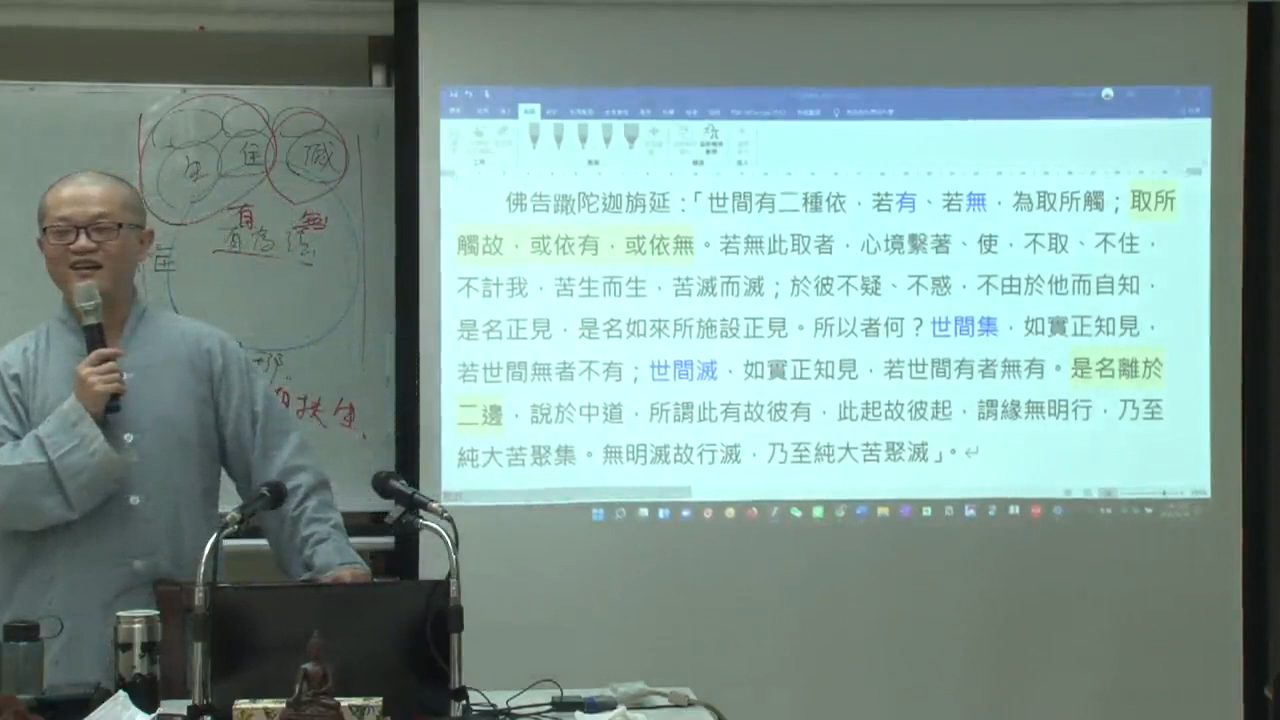 生 住 滅
有 無
有為
佛告㯹陀迦旃延：「世間有二種依，若有、若無，為取所觸；取所
觸故，或依有，或依無。若無此取者，心境繫著、使，不取、不住，
不計我，苦生而生，苦滅而滅；於彼不疑、不惑，不由於他而自知，
是名正見，是名如來所施設正見。所以者何？世間集，如實正知見，
若世間無者不有；世間滅，如實正知見，若世間有者無有。是名離於
二邊，說於中道，所謂此有故彼有，此起故彼起，謂緣無明行，乃至
純大苦聚集。無明滅故行滅，乃至純大苦聚滅」。